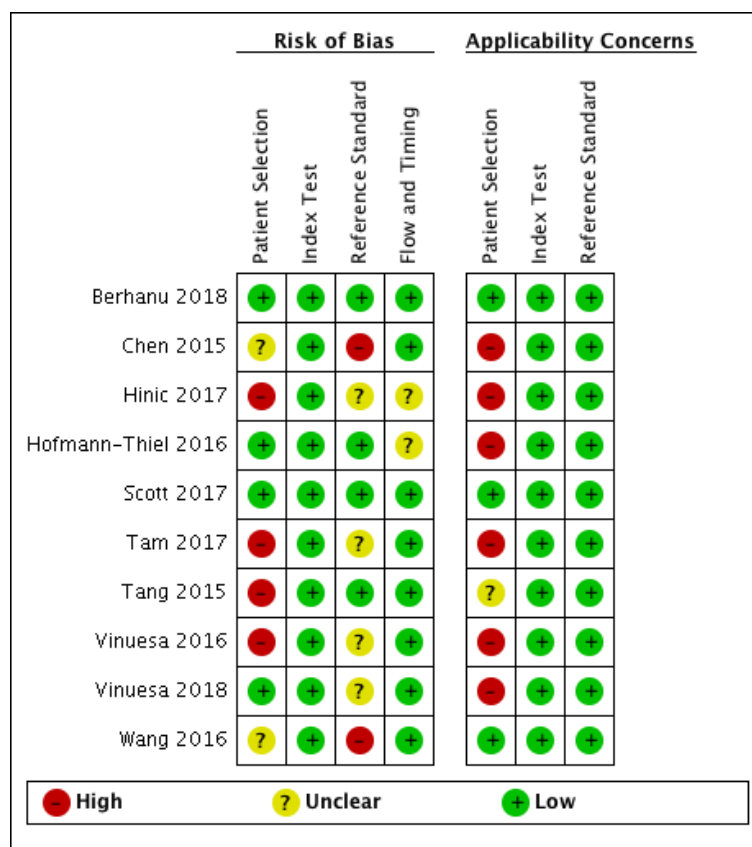 Risk of Bias Applicability Concerns
Patient Selection
Index Test
Reference Standard
Flow and Timing
Patient Selection
Index Test
Reference Standard
Berhanu 2018 + + + + + + +
Chen 2015 ? + – + – + +
Hinic 2017 – + ? ? – + +
Hofmann-Thiel 2016 + + + ? – + +
Scott 2017 + + + + + + +
Tam 2017 – + ? + – + +
Tang 2015 – + + + ? + +
Vinuesa 2016 – + ? + – + +
Vinuesa 2018 + + ? + – + +
Wang 2016 ? + – + + + +
– High ? Unclear + Low